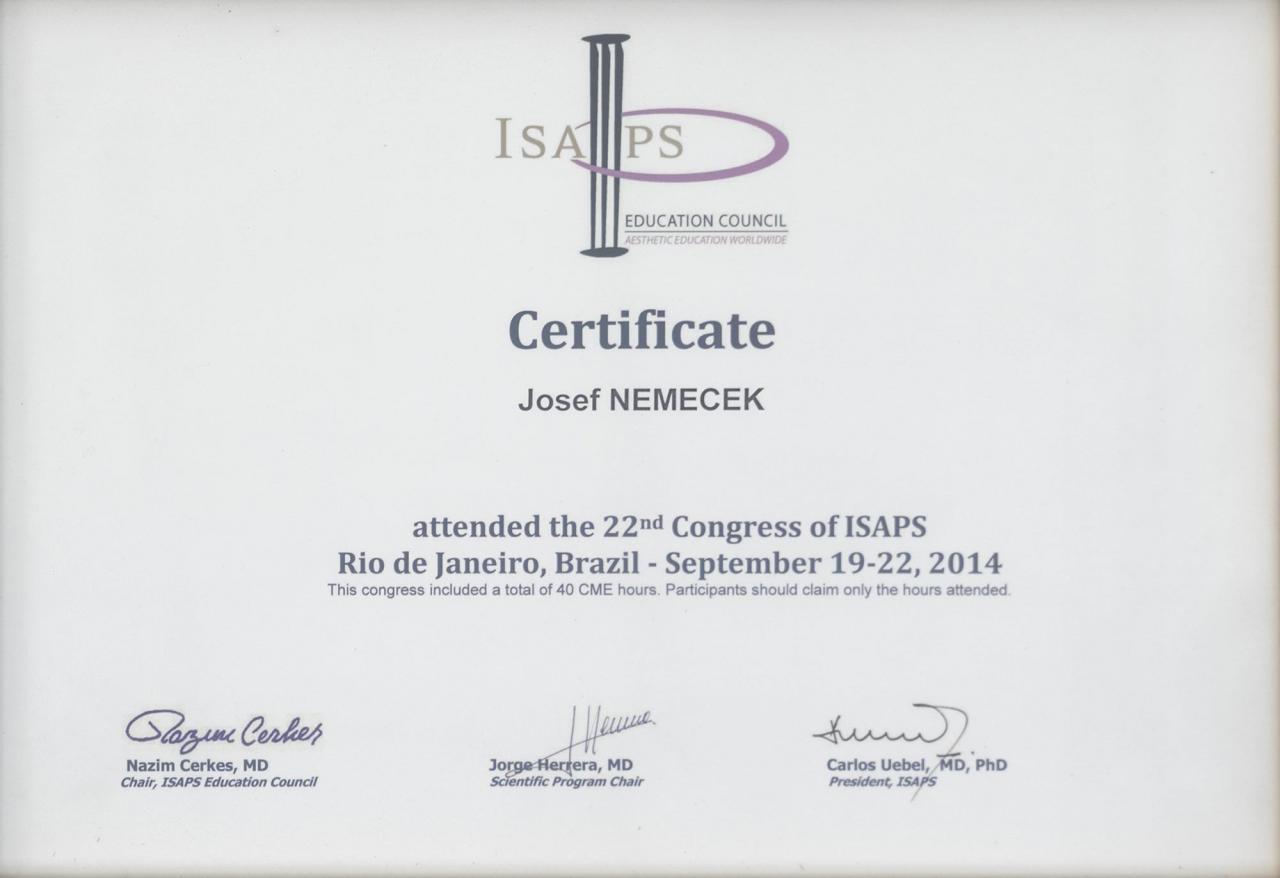 ISAPS
EDUCATION COUNCIL
AESTHETIC EDUCATION WORLDWIDE
Certificate
Josef NEMECEK
attended the 22nd Congress of ISAPS
Rio de Janeiro, Brazil - September 19-22, 2014
This congress included a total of 40 CME hours. Participants should claim only the hours attended.
Nazim Cerkes
Nazim Cerkes, MD
Chair, ISAPS Education Council
Jorge Herrera, MD
Scientific Program Chair
Carlos Uebel, MD, PhD
President, ISAPS